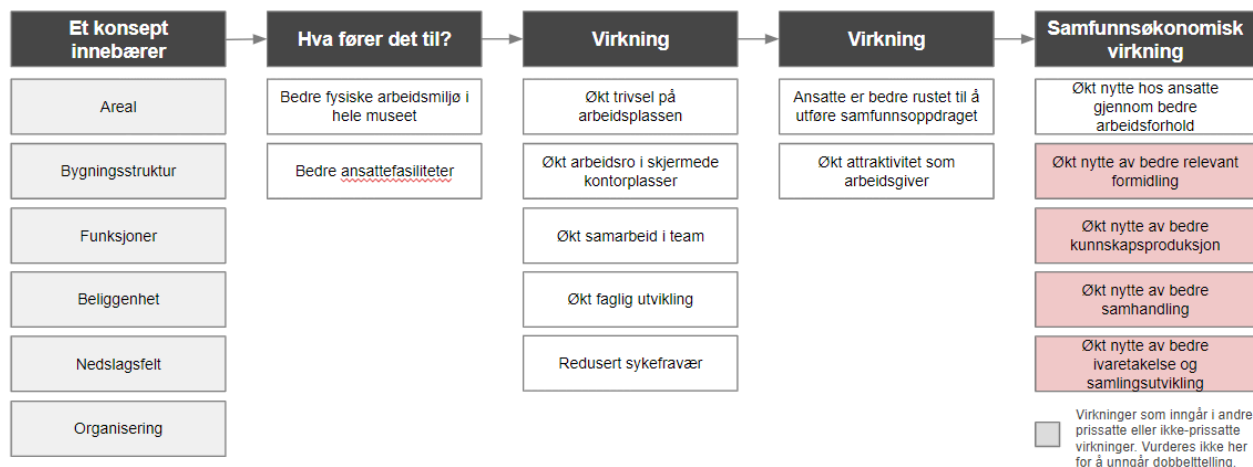 Et konsept
innebærer
Hva fører det til?
Virkning
Virkning
Samfunnsøkonomisk
virkning
Areal
Bygningsstruktur
Funksjoner
Beliggenhet
Nedslagsfelt
Organisering
Bedre fysiske arbeidsmiljø i
hele museet
Bedre ansattefasiliteter
Økt trivsel på
arbeidsplassen
Økt arbeidsro i skjermede
kontorplasser
Økt samarbeid i team
Økt faglig utvikling
Redusert sykefravær
Ansatte er bedre rustet til å
utføre samfunnsoppdraget
Økt attraktivitet som
arbeidsgiver
Økt nytte hos ansatte
gjennom bedre
arbeidsforhold
Økt nytte av bedre relevant
formidling
Økt nytte av bedre
kunnskapsproduksjon
Økt nytte av bedre
samhandling
Økt nytte av bedre
ivaretakelse og
samlingsutvikling
Virkninger som inngår i andre
prissatte eller ikke-prissatte
virkninger. Vurderes ikke her
for å unngår dobbelttelling.